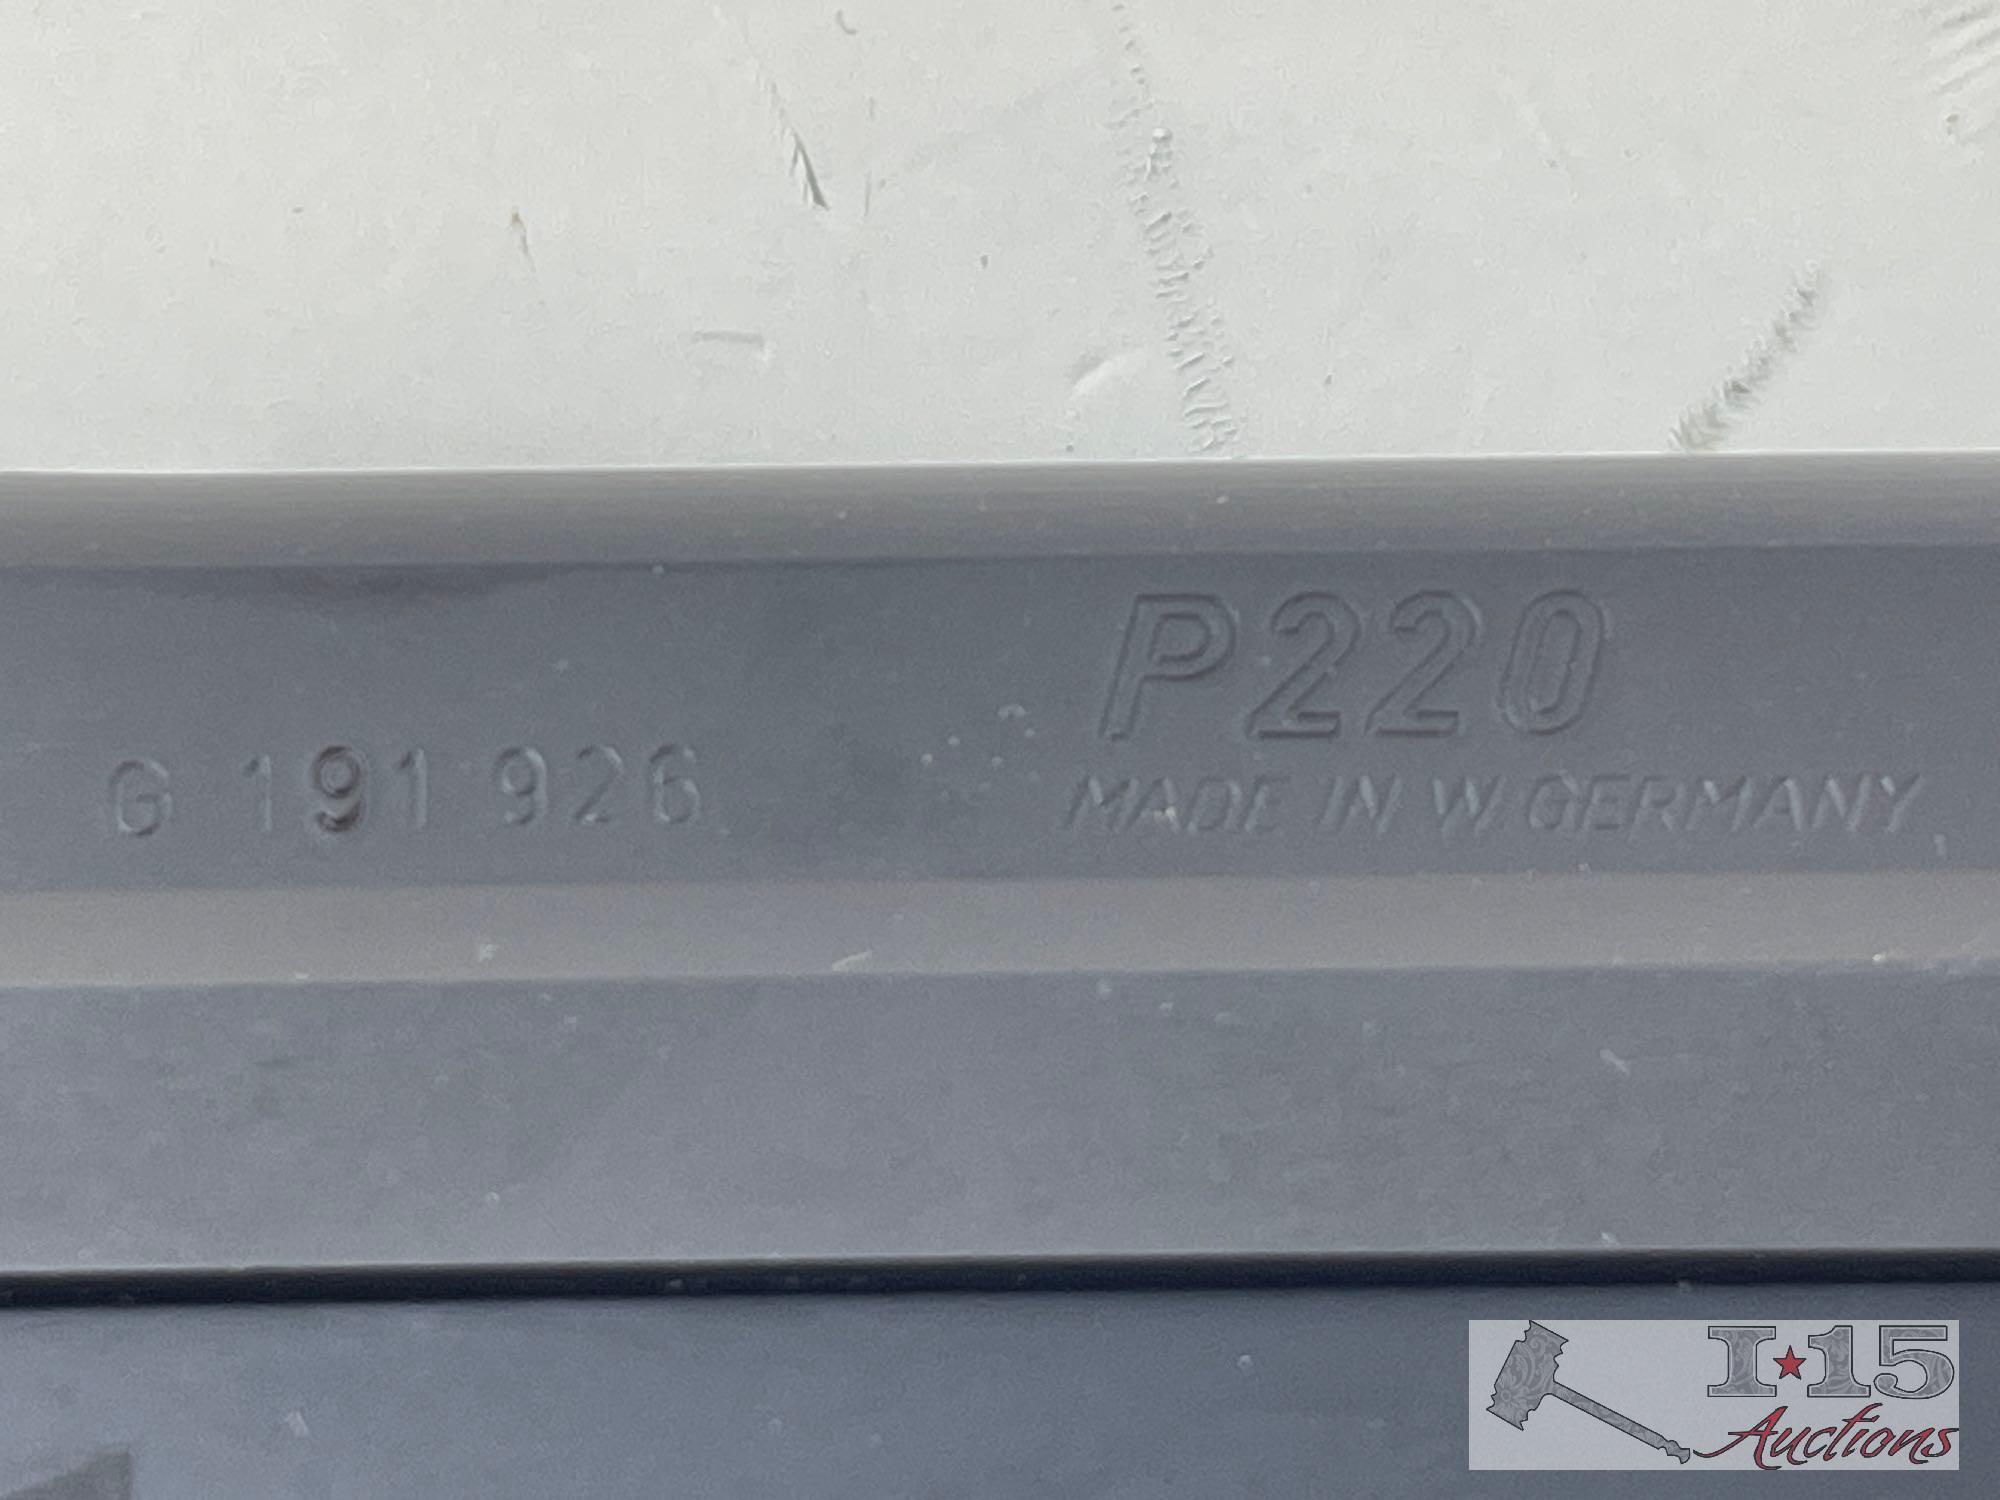 P220
G 191 926
MADE IN W. GERMANY
I★15
Auctions